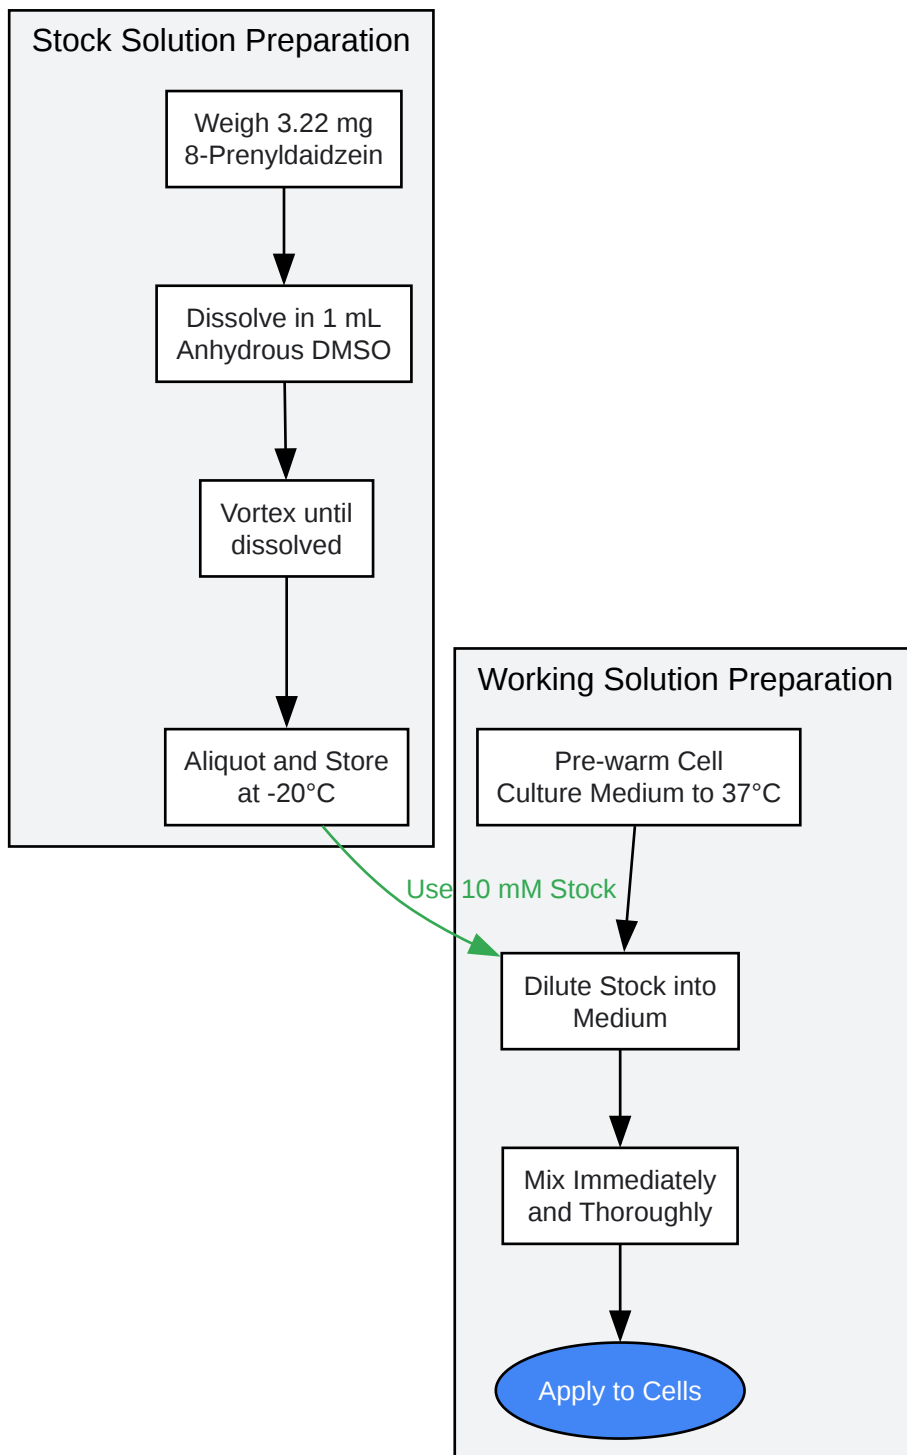 Stock Solution Preparation
Weigh 3.22 mg
8-Prenyldaidzein
Dissolve in 1 mL
Anhydrous DMSO
Vortex until
dissolved
Aliquot and Store
at -20°C
Use 10 mM Stock
Working Solution Preparation
Pre-warm Cell
Culture Medium to 37°C
Dilute Stock into
Medium
Mix Immediately
and Thoroughly
Apply to Cells